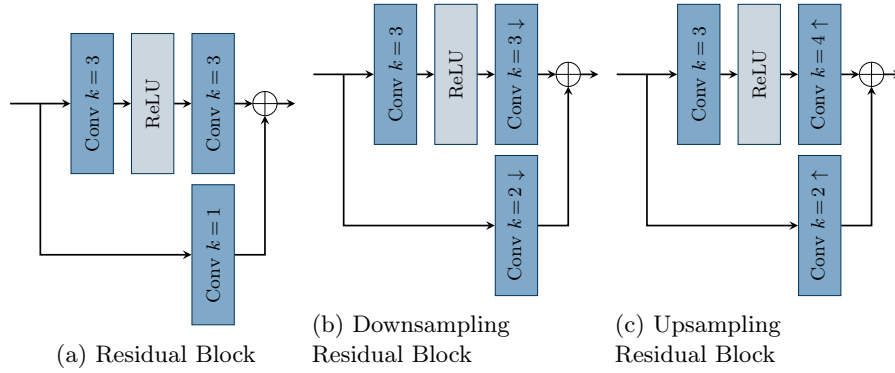 Conv k = 3
ReLU
Conv k = 3
Conv k = 1
(a) Residual Block
Conv k = 3
ReLU
Conv k = 3 ↓
Conv k = 2 ↓
(b) Downsampling
Residual Block
Conv k = 3
ReLU
Conv k = 4 ↑
Conv k = 2 ↑
(c) Upsampling
Residual Block